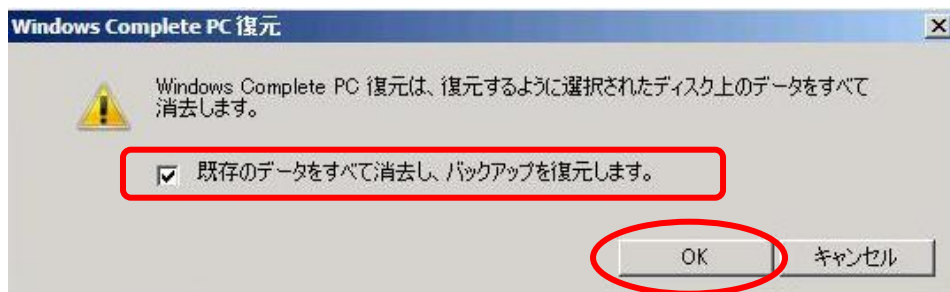 Windows Complete PC 復元
Windows Complete PC 復元は、復元するように選択されたディスク上のデータをすべて
消去します。
既存のデータをすべて消去し、バックアップを復元します。
OK キャンセル